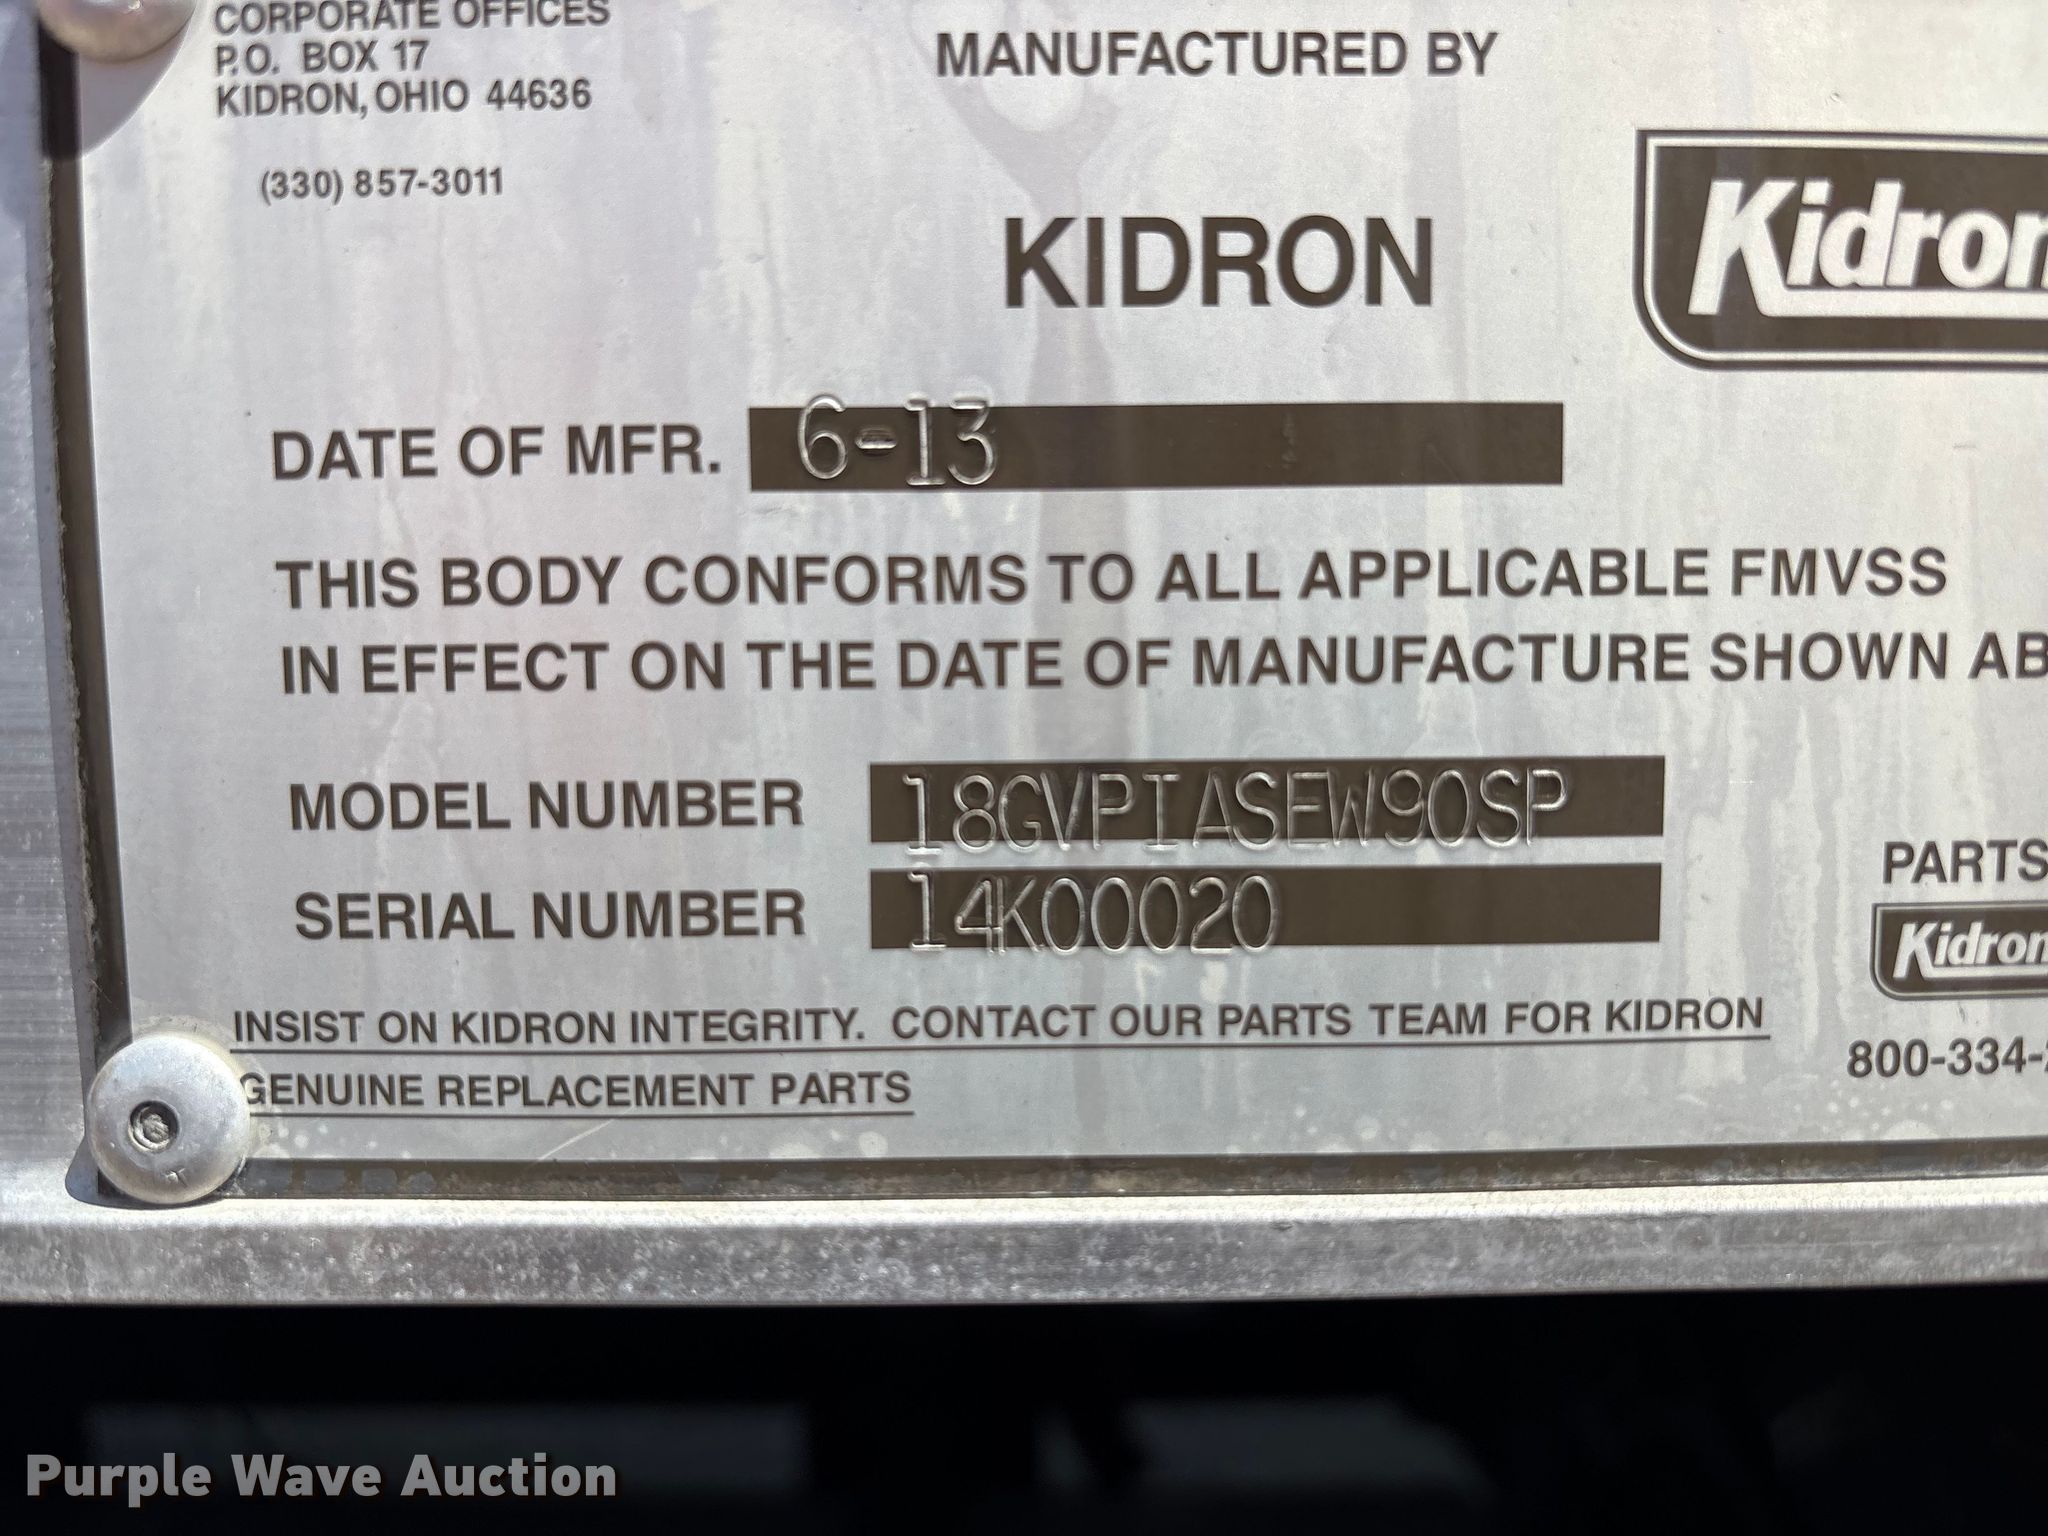 CORPORATE OFFICES
P.O. BOX 17
KIDRON, OHIO 44636
(330) 857-3011
MANUFACTURED BY
KIDRON
Kidron
DATE OF MFR. 6-13
THIS BODY CONFORMS TO ALL APPLICABLE FMVSS
IN EFFECT ON THE DATE OF MANUFACTURE SHOWN AB
MODEL NUMBER 18GVPIASEW90SP
SERIAL NUMBER 14K00020
PARTS
Kidron
800-334-
INSIST ON KIDRON INTEGRITY. CONTACT OUR PARTS TEAM FOR KIDRON
GENUINE REPLACEMENT PARTS
Purple Wave Auction